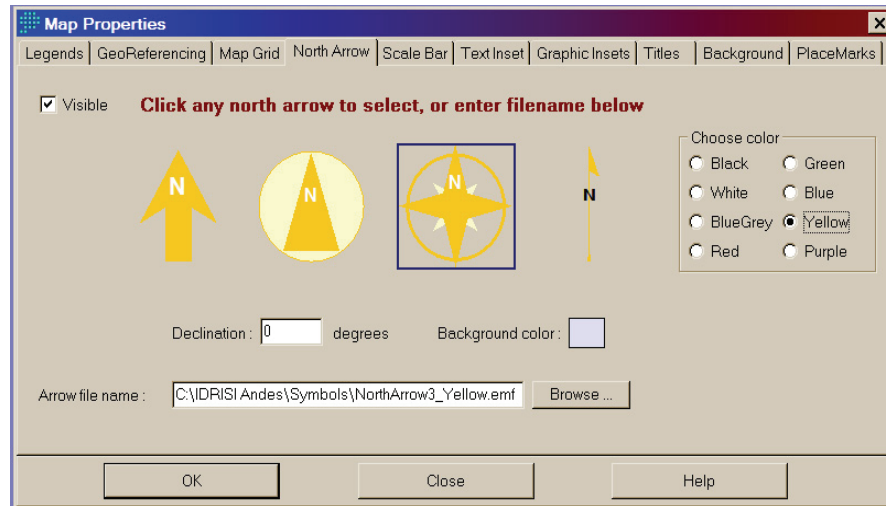 Map Properties
Legends GeoReferencing Map Grid North Arrow Scale Bar Text Inset Graphic Insets Titles Background PlaceMarks
Visible Click any north arrow to select, or enter filename below
N N N N
Choose color
Black Green
White Blue
BlueGrey Yellow
Red Purple
Declination : 0 degrees Background color :
Arrow file name : C:\IDRISI Andes\Symbols\NorthArrow3_Yellow.emf Browse ...
OK Close Help